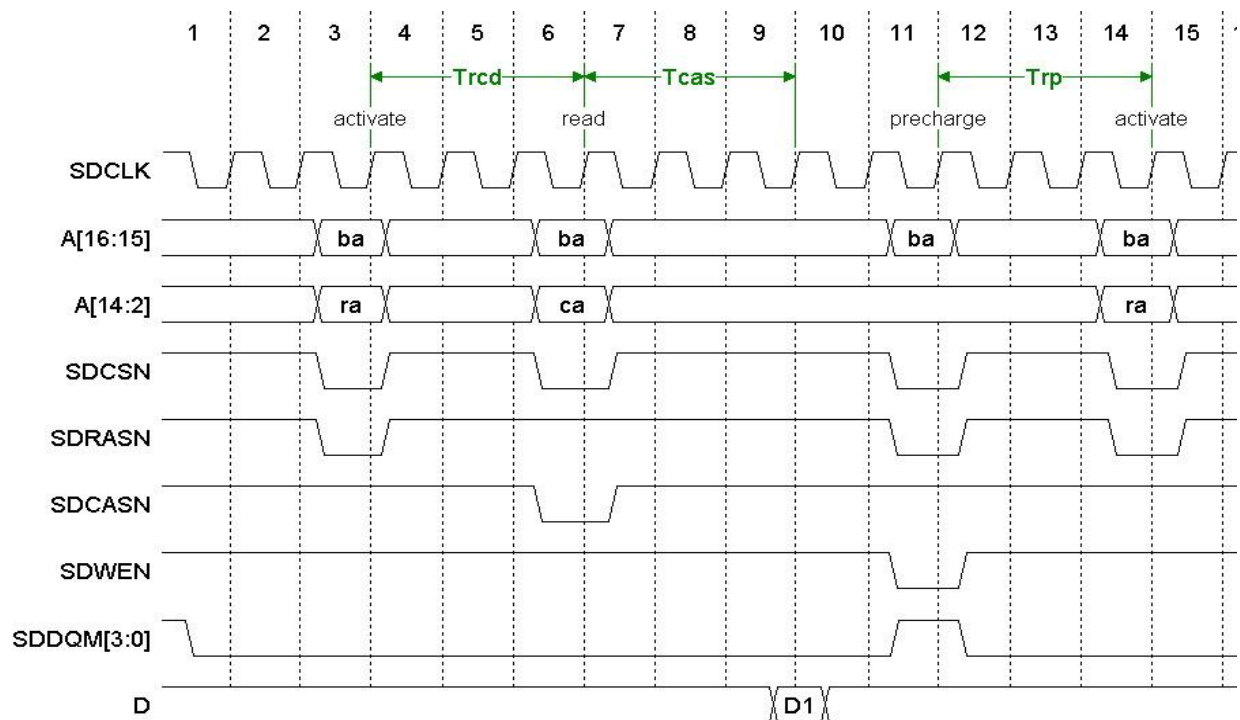 1 2 3 4 5 6 7 8 9 10 11 12 13 14 15
Trcd Tcas Trp
activate read precharge activate
SDCLK
A[16:15] ba ba ba ba
A[14:2] ra ca ra
SDCSN
SDRASN
SDCASN
SDWEN
SDDQM[3:0]
D D1